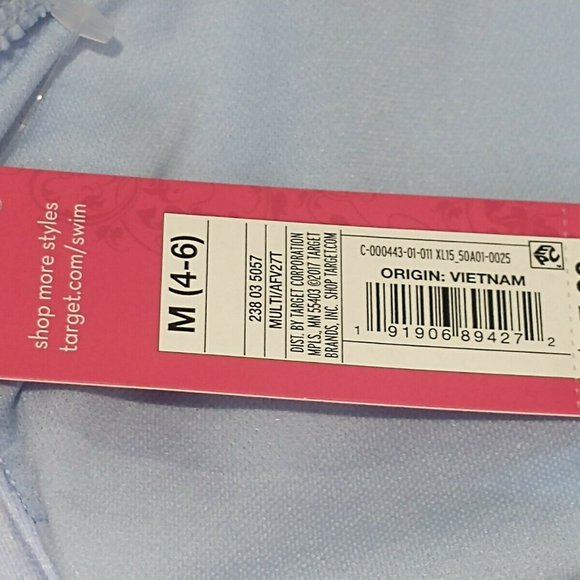 shop more styles
target.com/swim
M (4-6)
238 03 5057
MULTI/AFV27T
DIST. BY TARGET CORPORATION
MPLS, MN 55403 ©2017 TARGET
BRANDS, INC. SHOP TARGET.COM
C-000443-01-011 XL15_50A01-0025
ORIGIN: VIETNAM
1 91906 89427 2